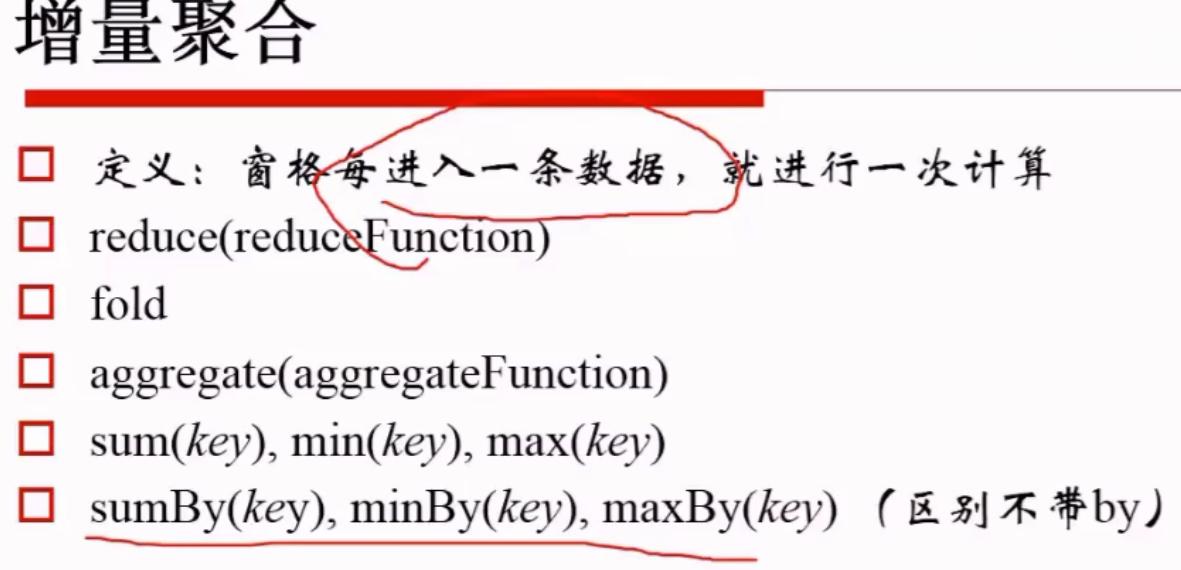 增量聚合
定义：窗格每进入一条数据，就进行一次计算
reduce(reduceFunction)
fold
aggregate(aggregateFunction)
sum(key), min(key), max(key)
sumBy(key), minBy(key), maxBy(key) （区别不带by）